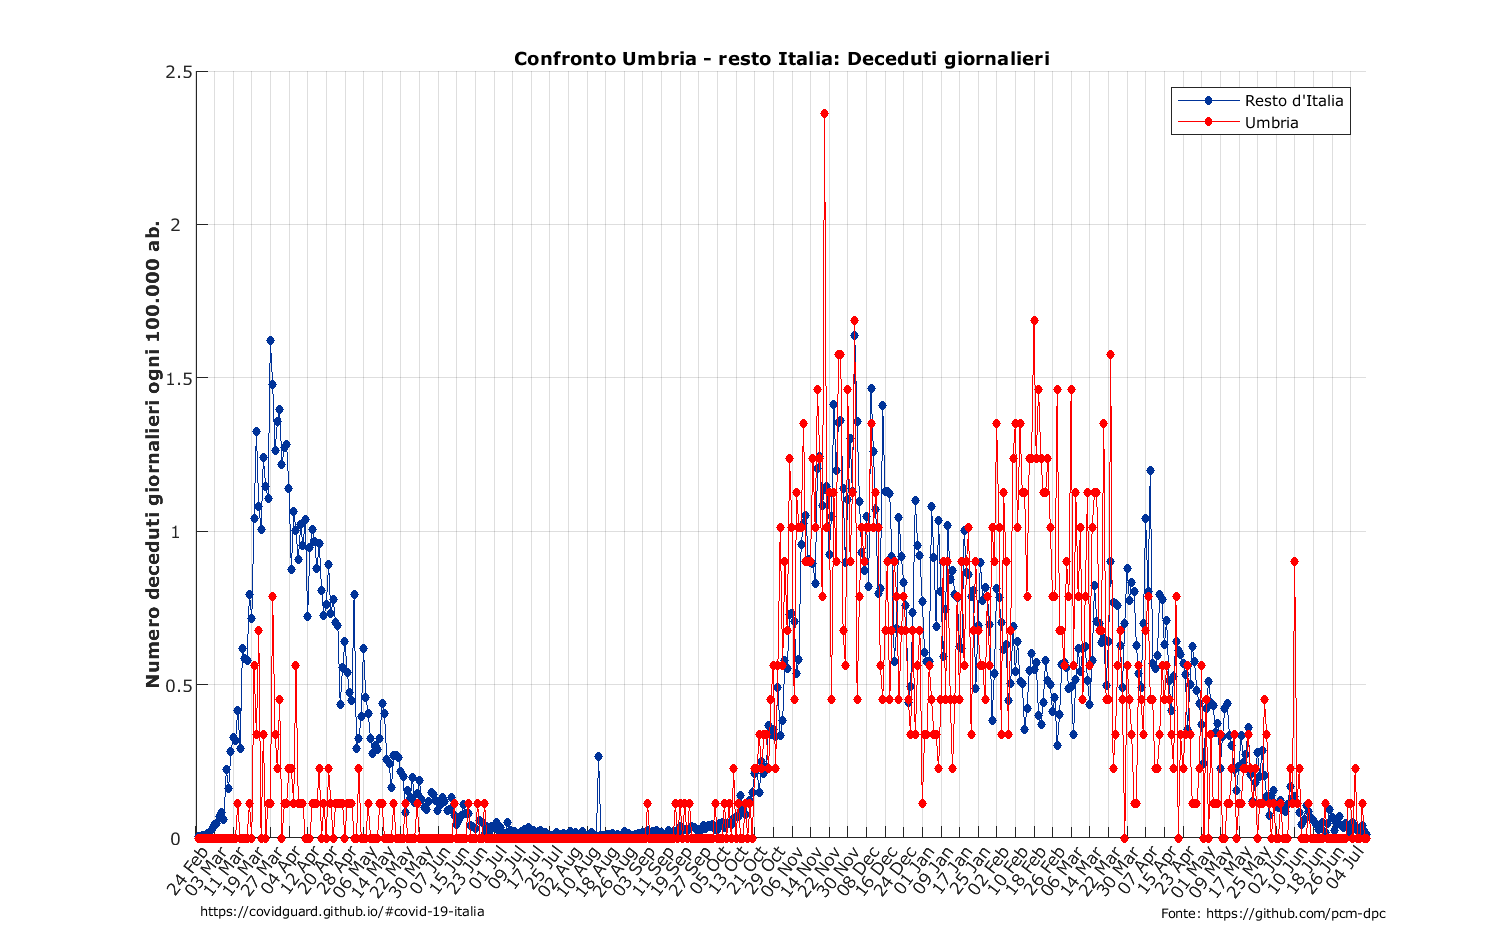 Confronto Umbria - resto Italia: Deceduti giornalieri
Numero deceduti giornalieri ogni 100.000 ab.
2.5
2
1.5
1
0.5
0
Resto d'Italia
Umbria
24 Feb
03 Mar
11 Mar
19 Mar
27 Mar
04 Apr
12 Apr
20 Apr
28 Apr
06 May
14 May
22 May
30 May
07 Jun
15 Jun
23 Jun
01 Jul
09 Jul
17 Jul
25 Jul
02 Aug
10 Aug
18 Aug
26 Aug
03 Sep
11 Sep
19 Sep
27 Sep
05 Oct
13 Oct
21 Oct
29 Oct
06 Nov
14 Nov
22 Nov
30 Nov
08 Dec
16 Dec
24 Dec
01 Jan
09 Jan
17 Jan
25 Jan
02 Feb
10 Feb
18 Feb
26 Feb
06 Mar
14 Mar
22 Mar
30 Mar
07 Apr
15 Apr
23 Apr
01 May
09 May
17 May
25 May
02 Jun
10 Jun
18 Jun
26 Jun
04 Jul
https://covidguard.github.io/#covid-19-italia
Fonte: https://github.com/pcm-dpc